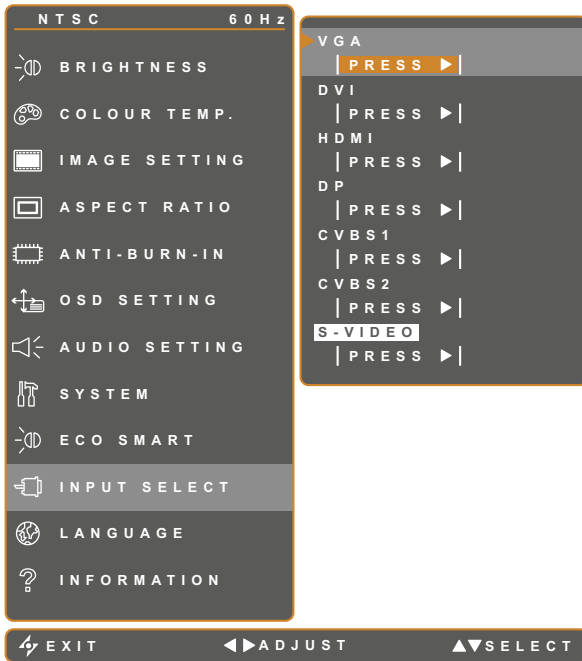 NTSC 60Hz
BRIGHTNESS
COLOUR TEMP.
IMAGE SETTING
ASPECT RATIO
ANTI-BURN-IN
OSD SETTING
AUDIO SETTING
SYSTEM
ECO SMART
INPUT SELECT
LANGUAGE
INFORMATION
VGA
PRESS ▶
DVI
PRESS ▶
HDMI
PRESS ▶
DP
PRESS ▶
CVBS1
PRESS ▶
CVBS2
PRESS ▶
S-VIDEO
PRESS ▶
EXIT ◀▶ADJUST ▲▼SELECT